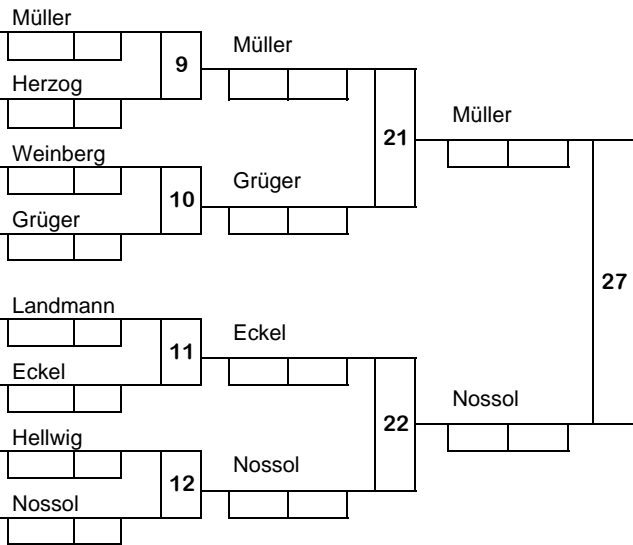 Müller
9
Müller
Herzog
Müller
21
Weinberg
10
Grüger
Grüger
27
Landmann
11
Eckel
Eckel
Nossol
22
Hellwig
12
Nossol
Nossol